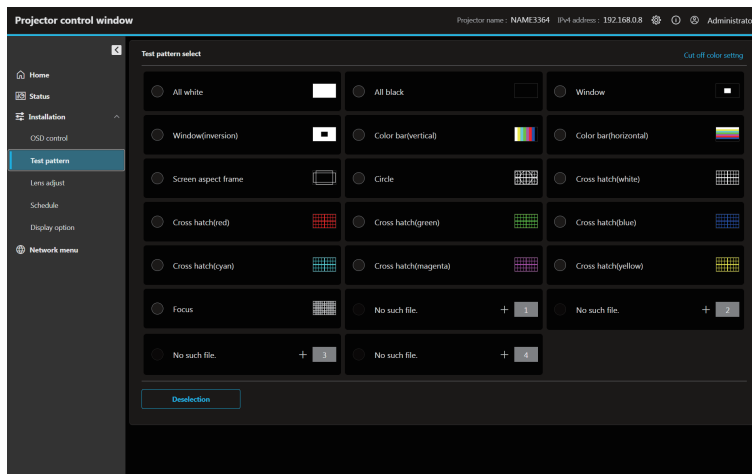 Projector control window
Projector name : NAME3364 IPv4 address : 192.168.0.8 Administrato
Home
Status
Installation
OSD control
Test pattern
Lens adjust
Schedule
Display option
Network menu
Test pattern select
Cut off color settng
All white
All black
Window
Window(inversion)
Color bar(vertical)
Color bar(horizontal)
Screen aspect frame
Circle
Cross hatch(white)
Cross hatch(red)
Cross hatch(green)
Cross hatch(blue)
Cross hatch(cyan)
Cross hatch(magenta)
Cross hatch(yellow)
Focus
No such file. + 1
No such file. + 2
No such file. + 3
No such file. + 4
Deselection